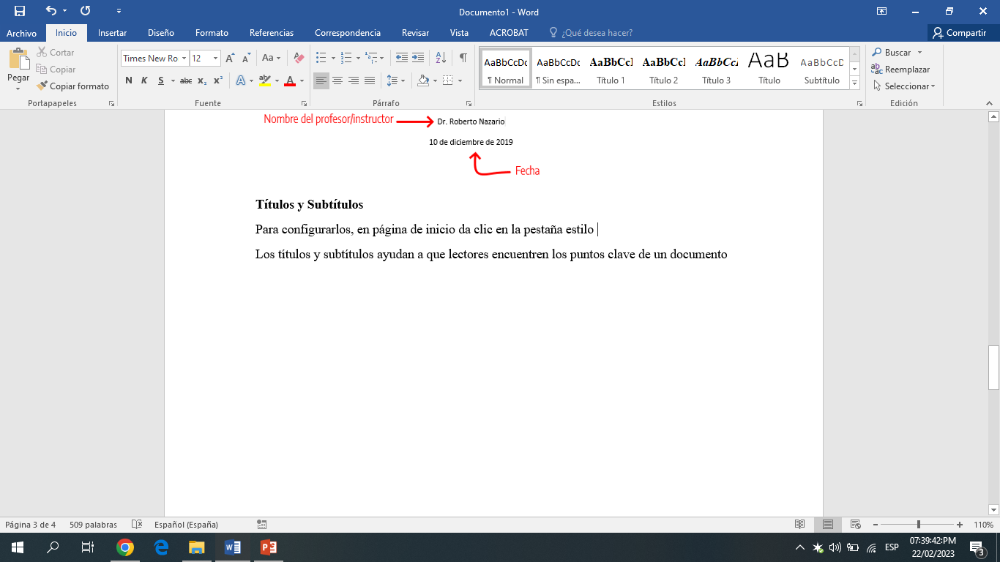 Documento1 - Word
Archivo Inicio Insertar Diseño Formato Referencias Correspondencia Revisar Vista ACROBAT ¿Qué desea hacer? Compartir
Pegar
Cortar
Copiar
Copiar formato
Portapapeles
Times New Ro 12 Aa
N K S abc x₂ x²
Fuente
Párrafo
AaBbCcDc AaBbCcDc AaBbCcI AaBbCcI AaBbCcI AaB AaBbCcD
¶ Normal ¶ Sin espa... Título 1 Título 2 Título 3 Título Subtítulo
Estilos
Buscar
Reemplazar
Seleccionar
Edición
Nombre del profesor/instructor Dr. Roberto Nazario
10 de diciembre de 2019
Fecha
Títulos y Subtítulos
Para configurarlos, en página de inicio da clic en la pestaña estilo
Los títulos y subtítulos ayudan a que lectores encuentren los puntos clave de un documento
Página 3 de 4 509 palabras Español (España) 110%
ESP 07:39:42:PM
22/02/2023 3